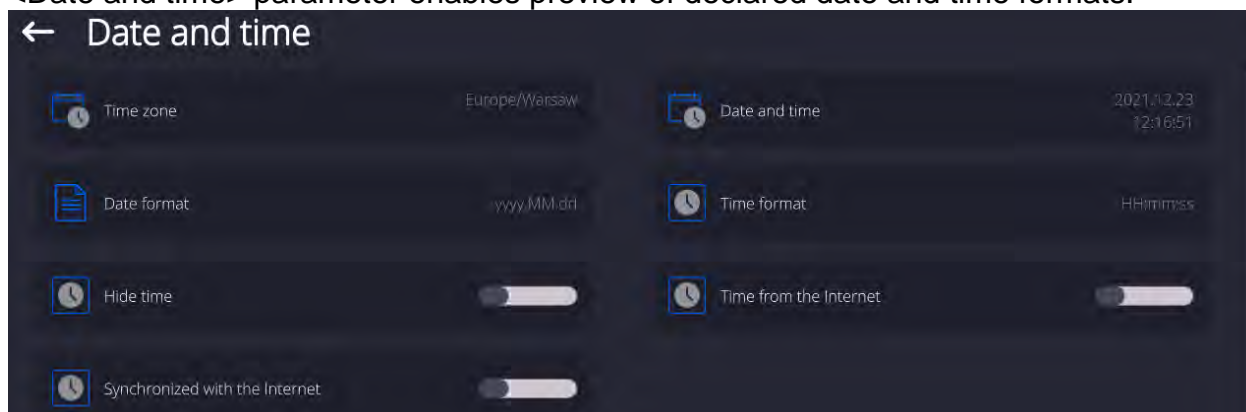 <Date and time> parameter enables preview of declared date and time formats.
Date and time
Time zone
Europe/Warsaw
Date and time
2021.12.23
12:16:51
Date format
yyyy.MM.dd
Time format
HH:mm:ss
Hide time
Time from the Internet
Synchronized with the Internet